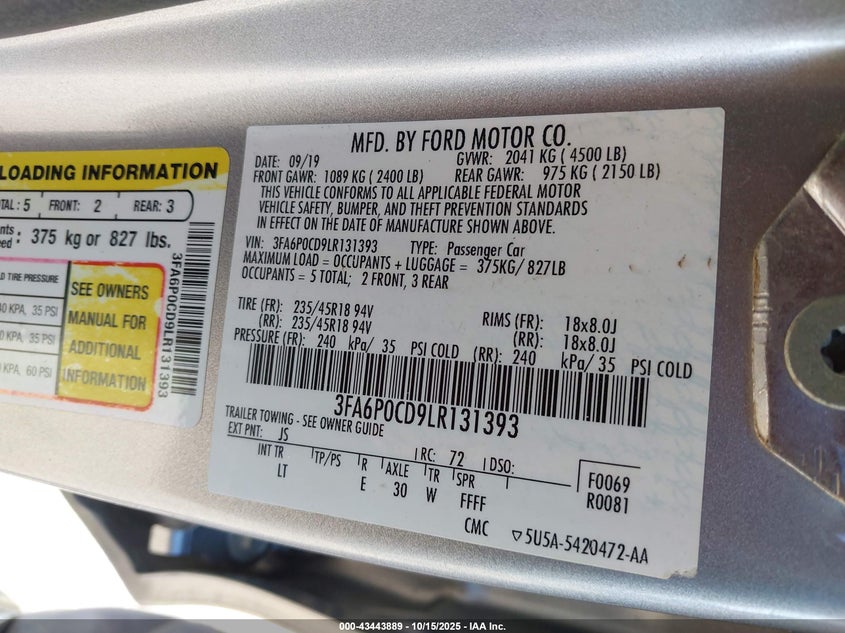 LOADING INFORMATION
TAL : 5 FRONT: 2 REAR: 3
375 kg or 827 lbs.
TIRE PRESSURE
KPA, 35 PSI
KPA, 35 PSI
KPA, 60 PSI
SEE OWNERS
MANUAL FOR
ADDITIONAL
INFORMATION
3FA6P0CD9LR131393
MFD. BY FORD MOTOR CO.
DATE: 09/19 GVWR: 2041 KG ( 4500 LB)
FRONT GAWR: 1089 KG ( 2400 LB) REAR GAWR: 975 KG ( 2150 LB)
THIS VEHICLE CONFORMS TO ALL APPLICABLE FEDERAL MOTOR
VEHICLE SAFETY, BUMPER, AND THEFT PREVENTION STANDARDS
IN EFFECT ON THE DATE OF MANUFACTURE SHOWN ABOVE.
VIN: 3FA6P0CD9LR131393 TYPE: Passenger Car
MAXIMUM LOAD = OCCUPANTS + LUGGAGE = 375KG/ 827LB
OCCUPANTS = 5 TOTAL; 2 FRONT, 3 REAR
TIRE (FR): 235/45R18 94V RIMS (FR): 18x8.0J
(RR): 235/45R18 94V (RR): 18x8.0J
PRESSURE (FR): 240 kPa/ 35 PSI COLD (RR): 240 kPa/ 35 PSI COLD
3FA6P0CD9LR131393
TRAILER TOWING - SEE OWNER GUIDE
EXT PNT: JS RC: 72 DSO:
INT TR TP/PS R AXLE TR SPR
LT E 30 W FFFF
F0069
R0081
CMC 5U5A-5420472-AA
000-43443889 - 10/15/2025 - IAA Inc.